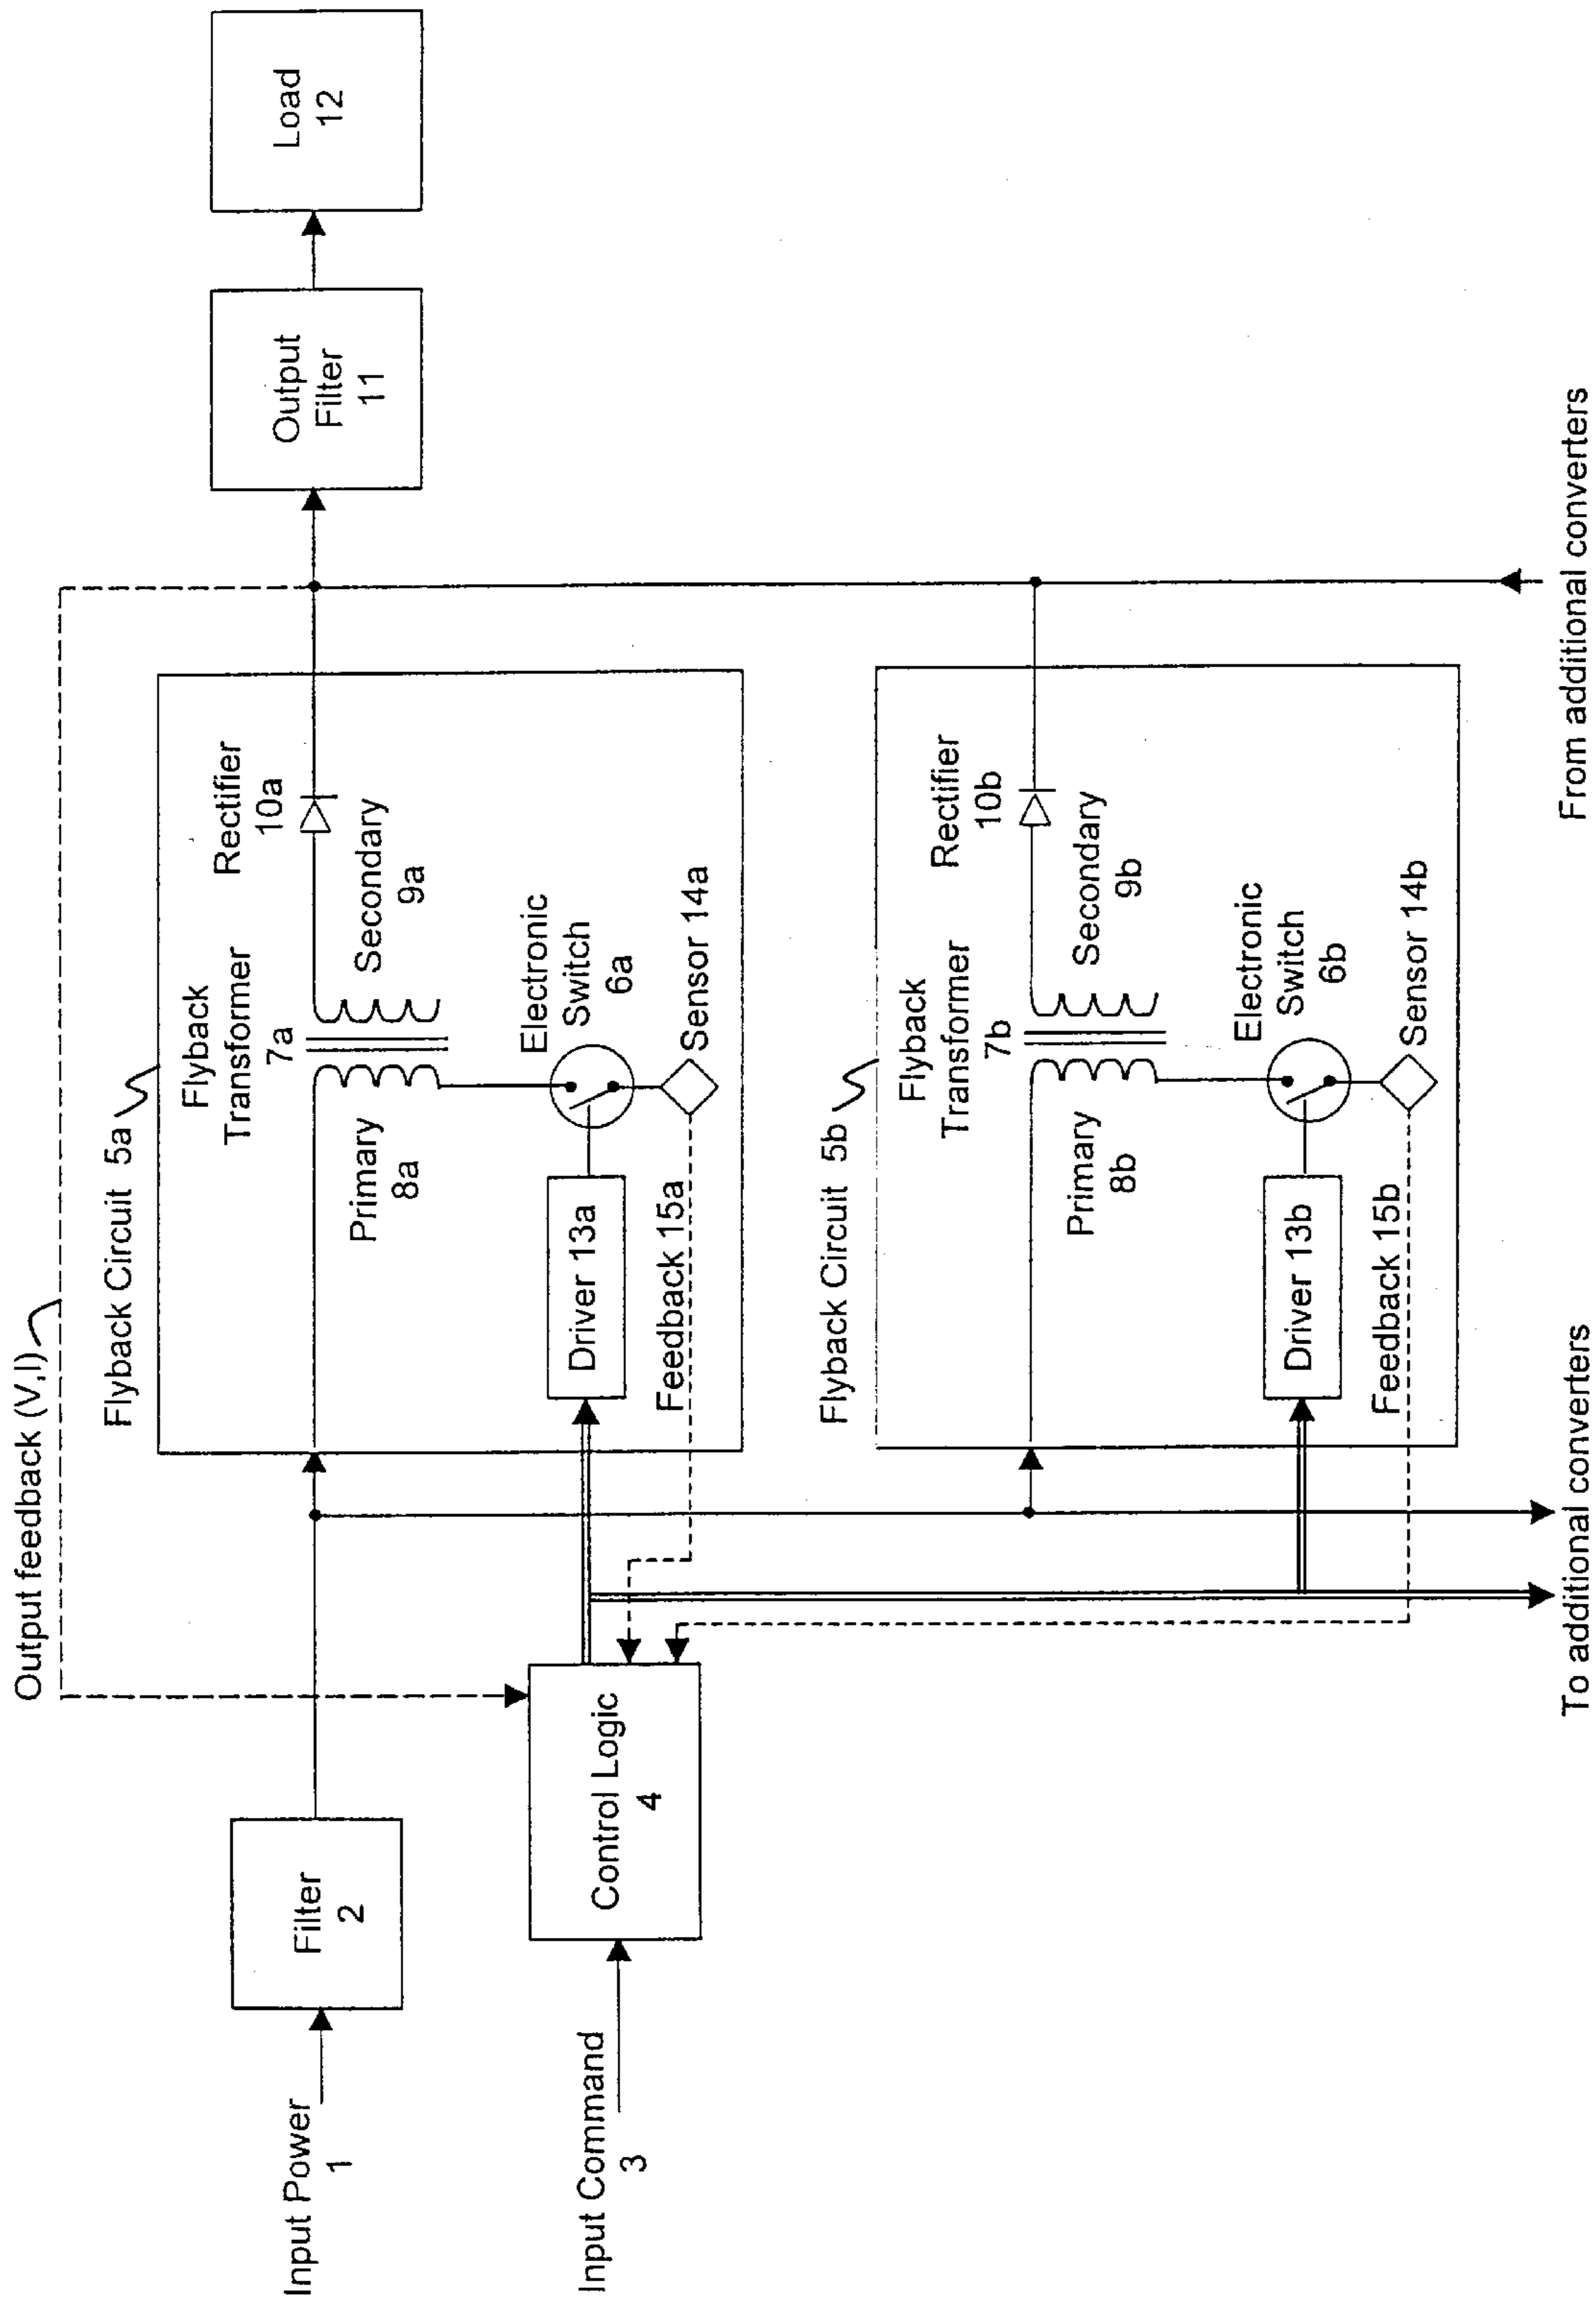 Output feedback (V,I)
Flyback Circuit 5a
Flyback
Transformer
7a
Rectifier
10a
Primary
8a
Secondary
9a
Electronic
Switch
6a
Driver 13a
Feedback 15a
Sensor 14a
Input Power
1
Filter
2
Input Command
3
Control Logic
4
Output
Filter
11
Load
12
Flyback Circuit 5b
Flyback
Transformer
7b
Rectifier
10b
Primary
8b
Secondary
9b
Electronic
Switch
6b
Driver 13b
Feedback 15b
Sensor 14b
To additional converters
From additional converters